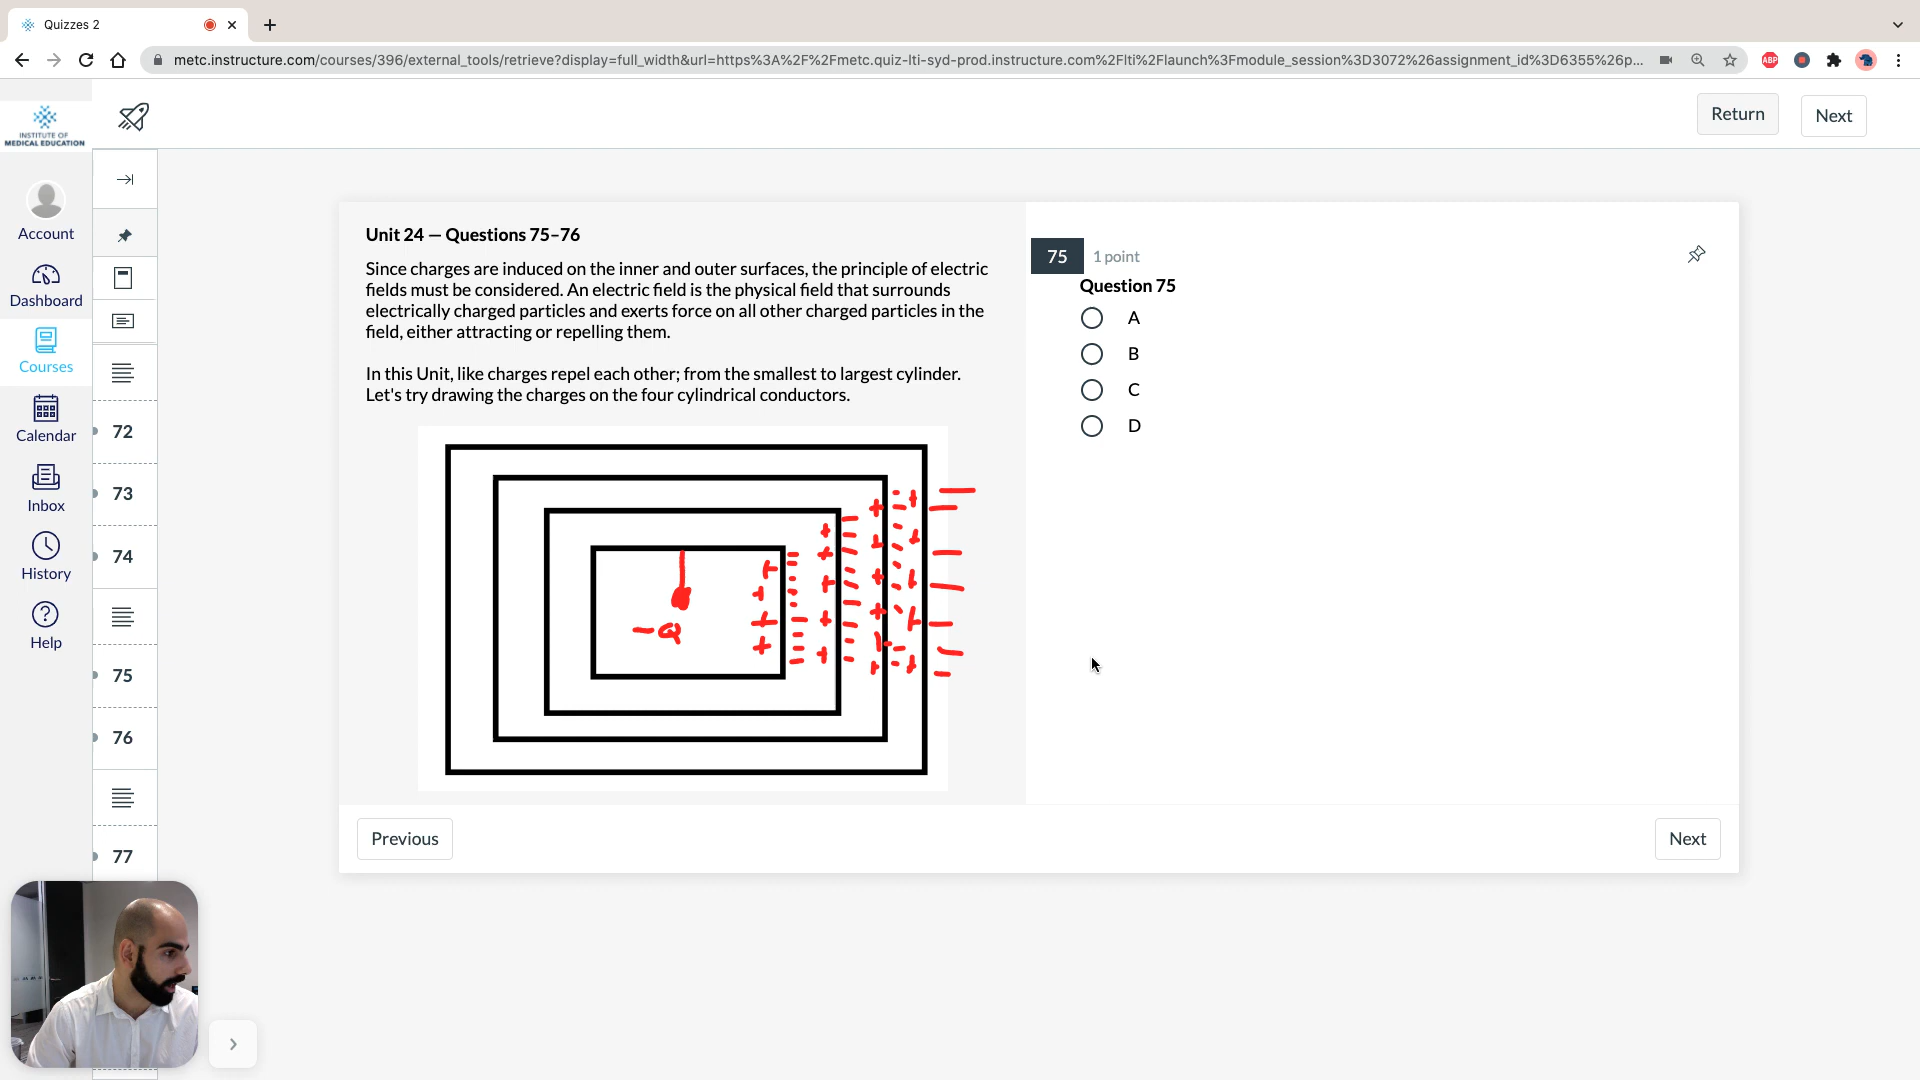 Quizzes 2
metc.instructure.com/courses/396/external_tools/retrieve?display=full_width&url=https%3A%2F%2Fmetc.quiz-lti-syd-prod.instructure.com%2Flti%2Flaunch%3Fmodule_session%3D3072%26assignment_id%3D6355%26p...
ABP
INSTITUTE OF
MEDICAL EDUCATION
Return
Next
Account
Dashboard
Courses
Calendar
Inbox
History
Help
72
73
74
75
76
77
Unit 24 — Questions 75–76
Since charges are induced on the inner and outer surfaces, the principle of electric
fields must be considered. An electric field is the physical field that surrounds
electrically charged particles and exerts force on all other charged particles in the
field, either attracting or repelling them.
In this Unit, like charges repel each other; from the smallest to largest cylinder.
Let's try drawing the charges on the four cylindrical conductors.
-Q
75
1 point
Question 75
A
B
C
D
Previous
Next